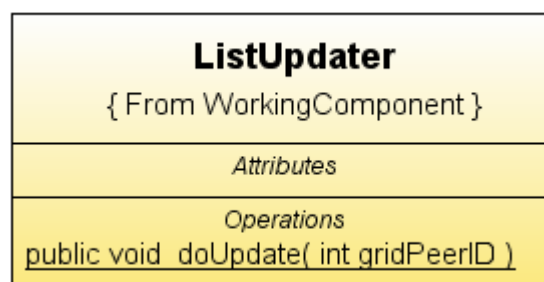 ListUpdater
{ From WorkingComponent }
Attributes
Operations
public void doUpdate( int gridPeerID )